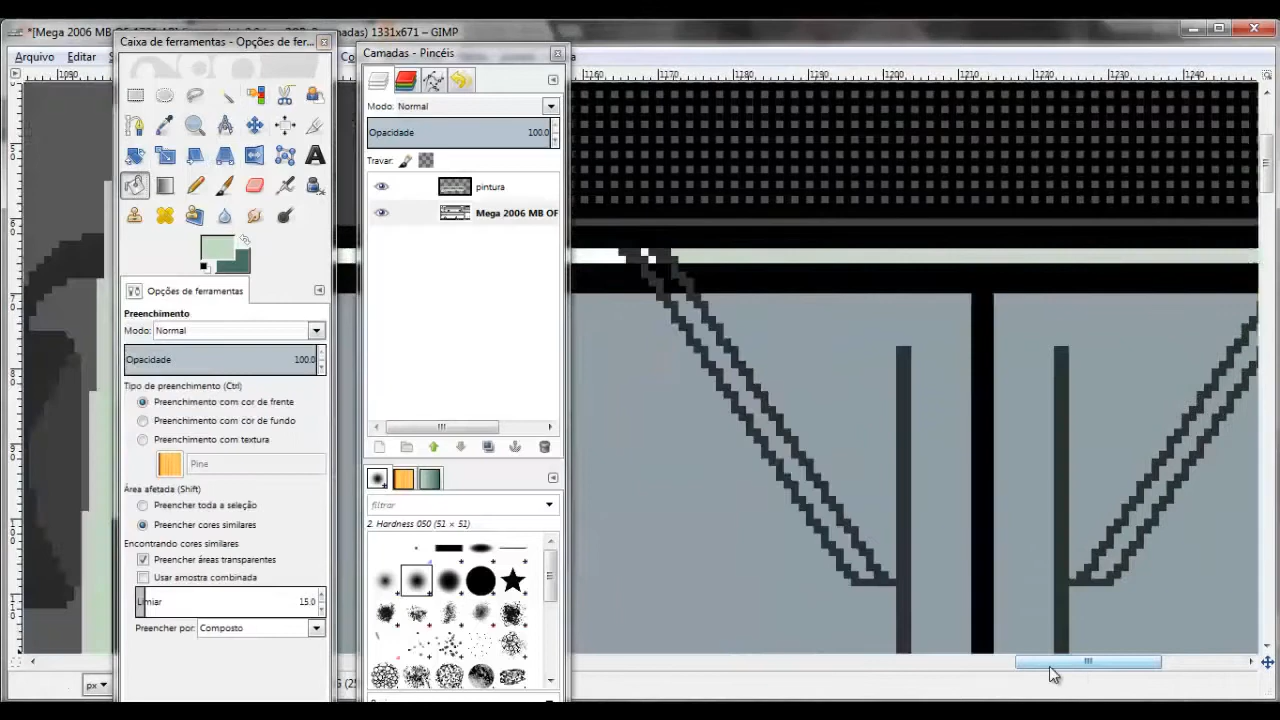 1331x671 – GIMP
Caixa de ferramentas - Opções de fer...
Camadas - Pincéis
Arquivo
Editar
1160
1170
1180
1190
1200
1210
1220
1230
1240
Modo: Normal
Opacidade 100.0
Travar:
pintura
Mega 2006 MB OF
Opções de ferramentas
Preenchimento
Modo: Normal
Opacidade 100.0
Tipo de preenchimento (Ctrl)
Preenchimento com cor de frente
Preenchimento com cor de fundo
Preenchimento com textura
Pine
Área afetada (Shift)
Preencher toda a seleção
Preencher cores similares
Encontrando cores similares
Preencher áreas transparentes
Usar amostra combinada
Limiar 15.0
Preencher por: Composto
filtrar
2. Hardness 050 (51 × 51)
px